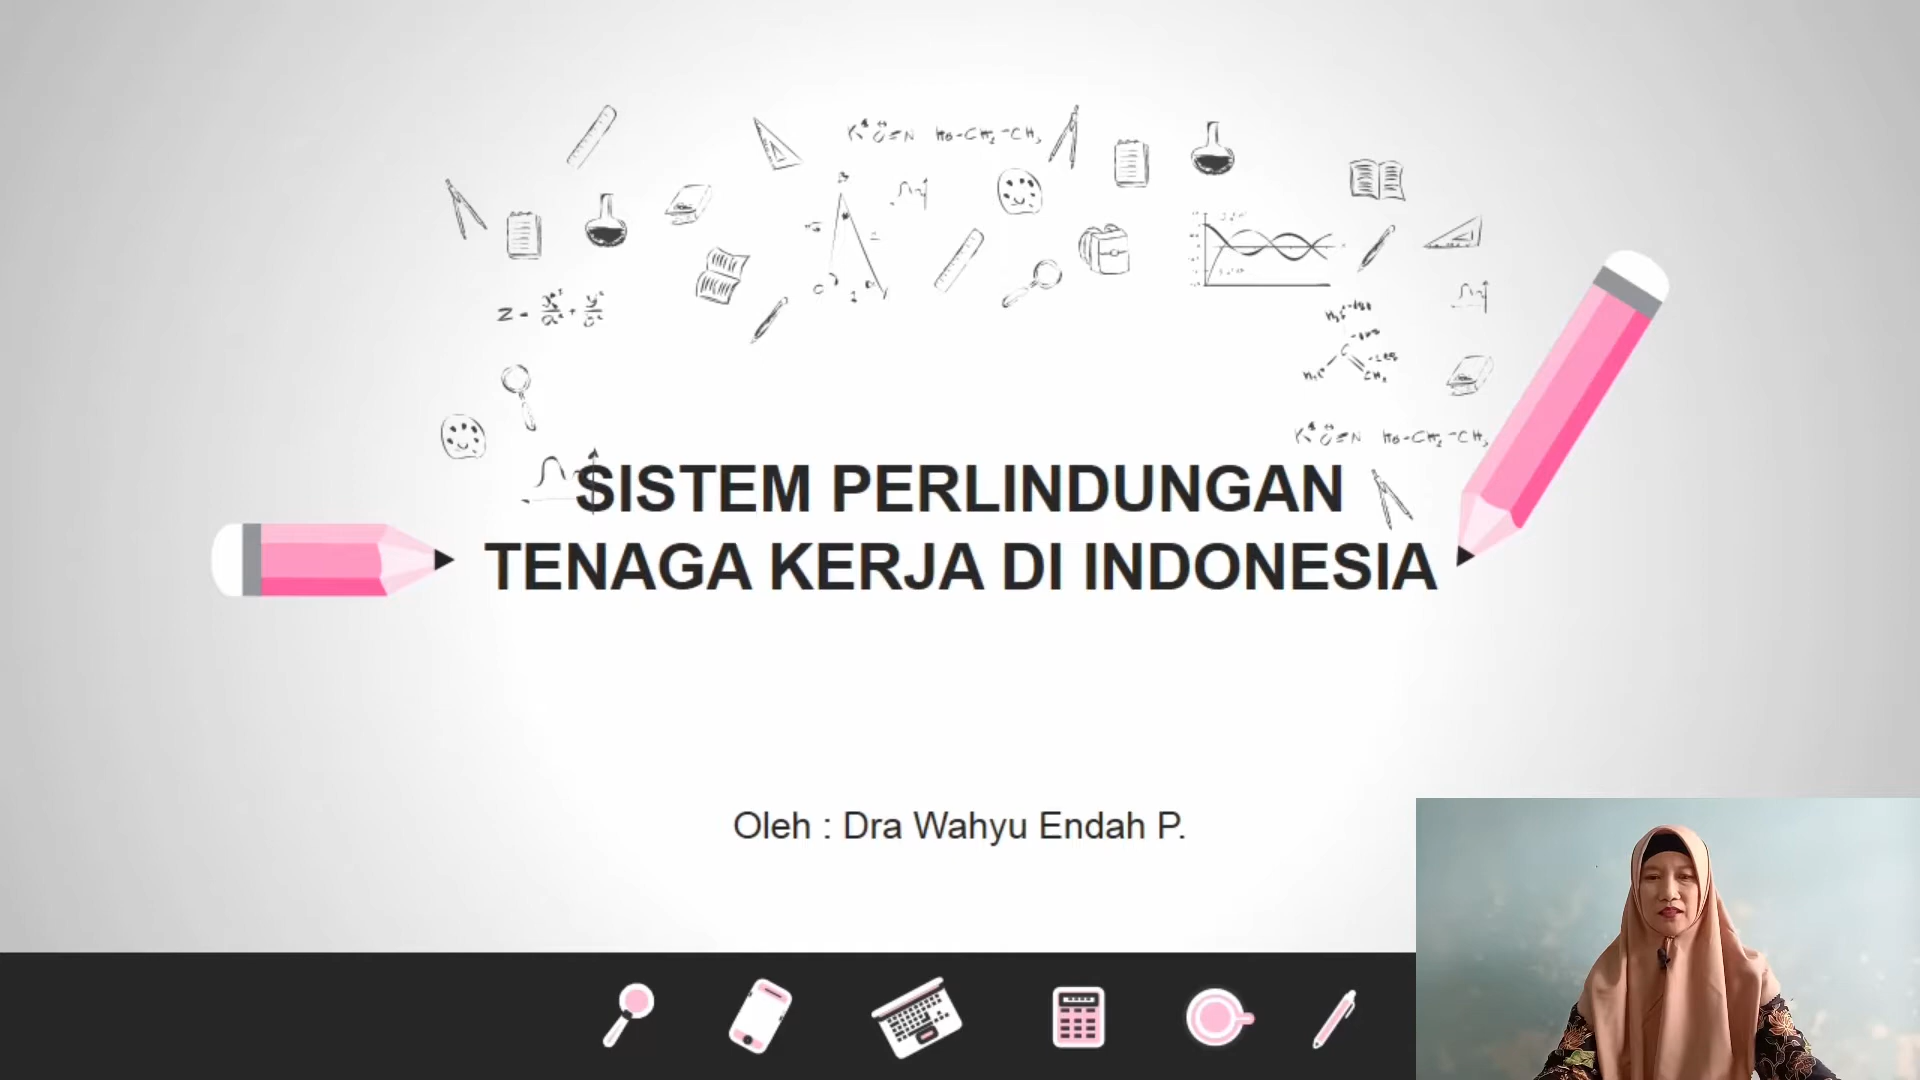 SISTEM PERLINDUNGAN
TENAGA KERJA DI INDONESIA
Oleh : Dra Wahyu Endah P.